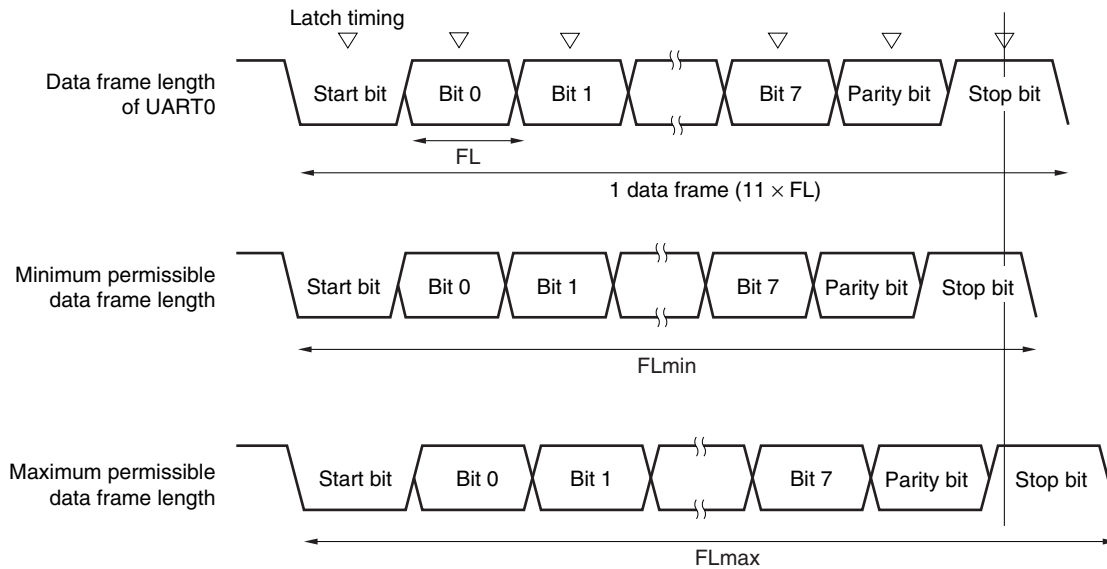 Latch timing
Data frame length
of UART0
Start bit
Bit 0
Bit 1
Bit 7
Parity bit
Stop bit
FL
1 data frame (11 × FL)
Minimum permissible
data frame length
Start bit
Bit 0
Bit 1
Bit 7
Parity bit
Stop bit
FLmin
Maximum permissible
data frame length
Start bit
Bit 0
Bit 1
Bit 7
Parity bit
Stop bit
FLmax